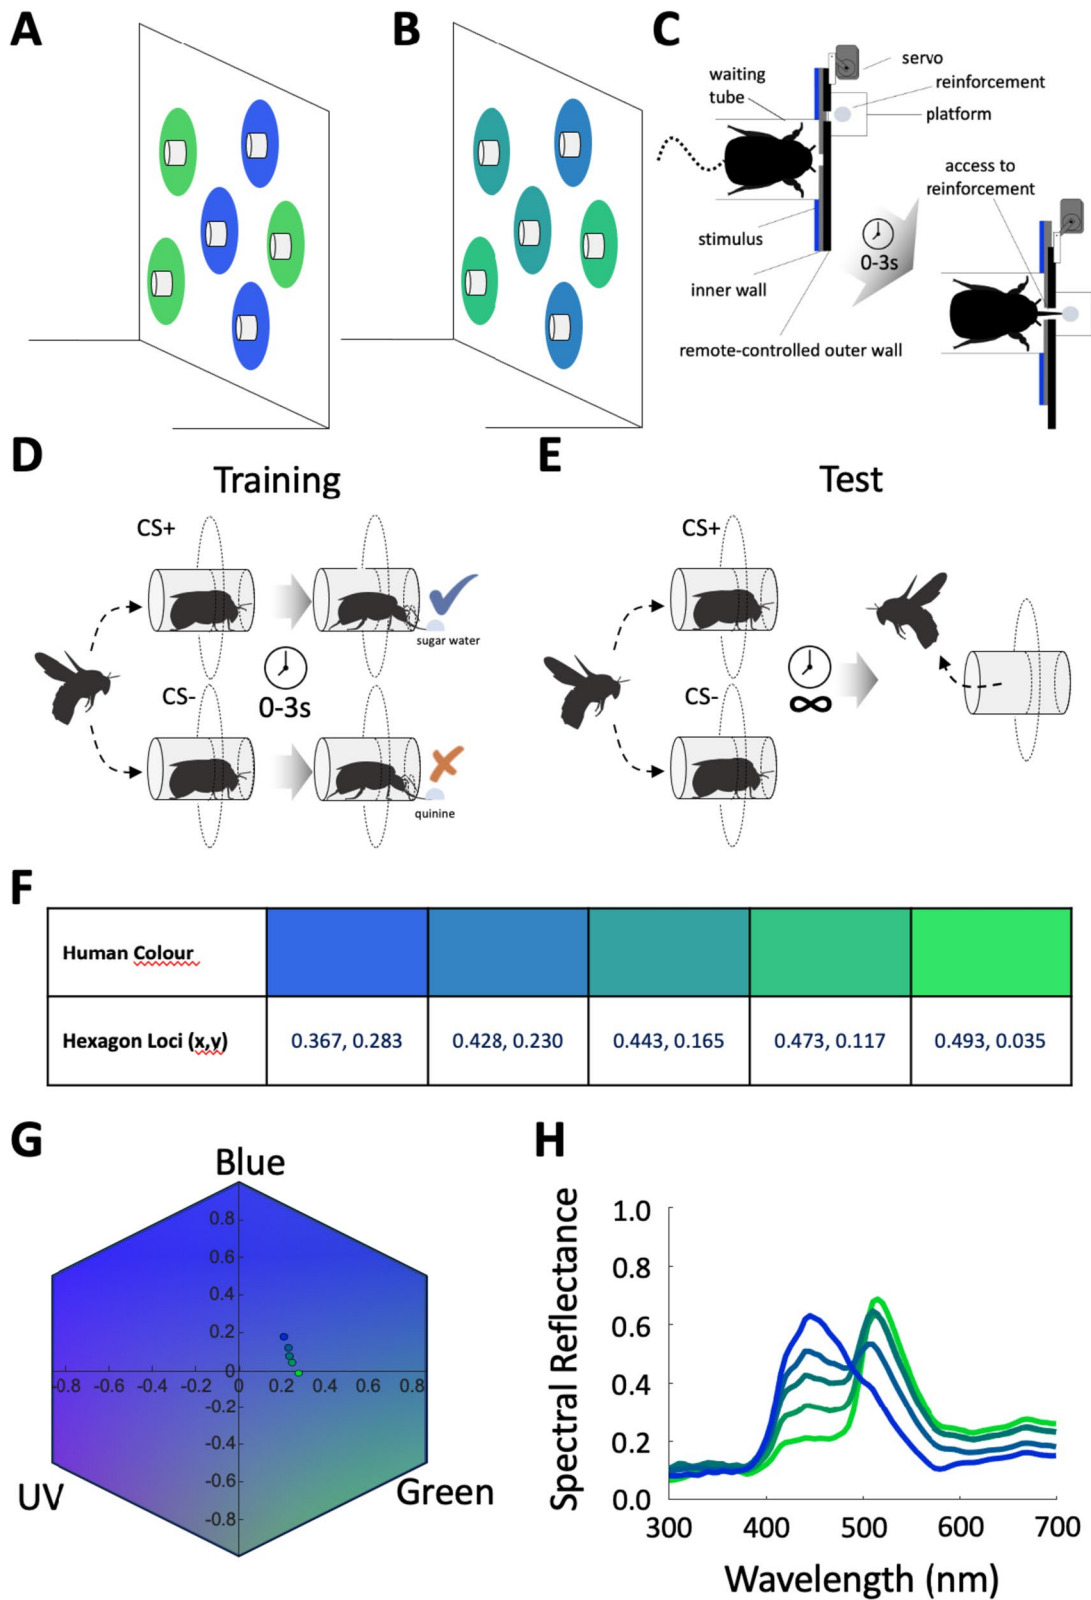 A
B
C
servo
waiting
tube
reinforcement
platform
access to
reinforcement
stimulus
0-3s
inner wall
remote-controlled outer wall
D
Training
CS+
sugar water
CS-
0-3s
quinine
E
Test
CS+
CS-
∞
F
Human Colour
Hexagon Loci (x,y)
0.367, 0.283
0.428, 0.230
0.443, 0.165
0.473, 0.117
0.493, 0.035
G
Blue
0.8
0.6
0.4
0.2
0
-0.8 -0.6 -0.4 -0.2 0 0.2 0.4 0.6 0.8
-0.2
-0.4
-0.6
-0.8
UV
Green
H
Spectral Reflectance
1.0
0.8
0.6
0.4
0.2
0.0
300 400 500 600 700
Wavelength (nm)